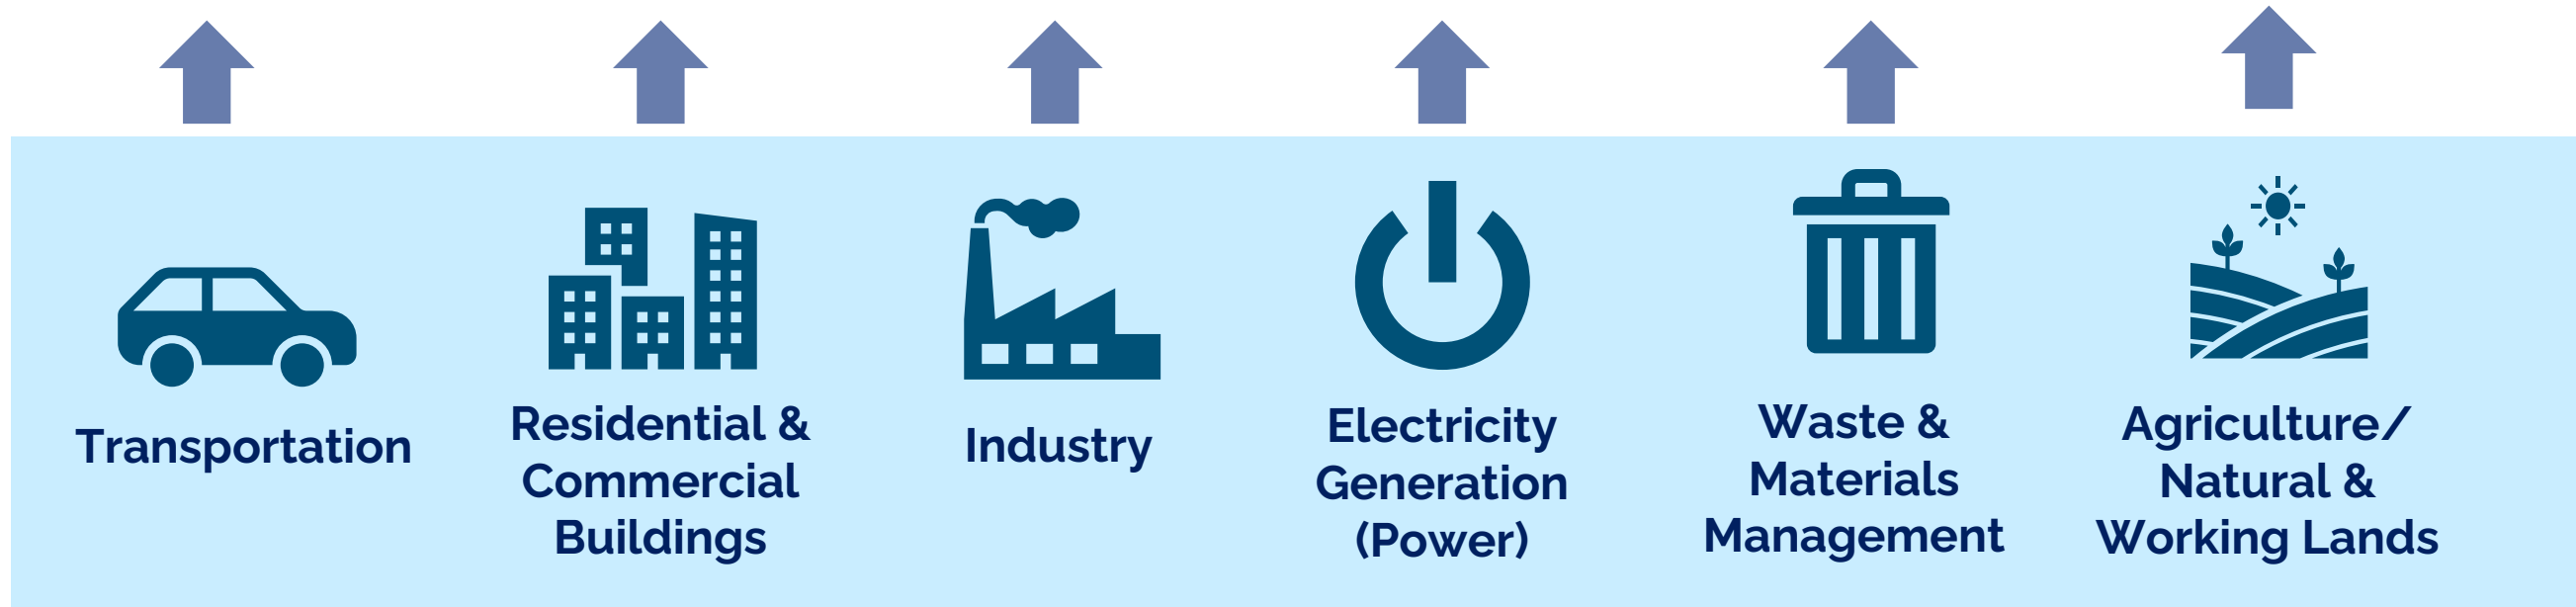 Transportation
Residential &
Commercial
Buildings
Industry
Electricity
Generation
(Power)
Waste &
Materials
Management
Agriculture/
Natural &
Working Lands